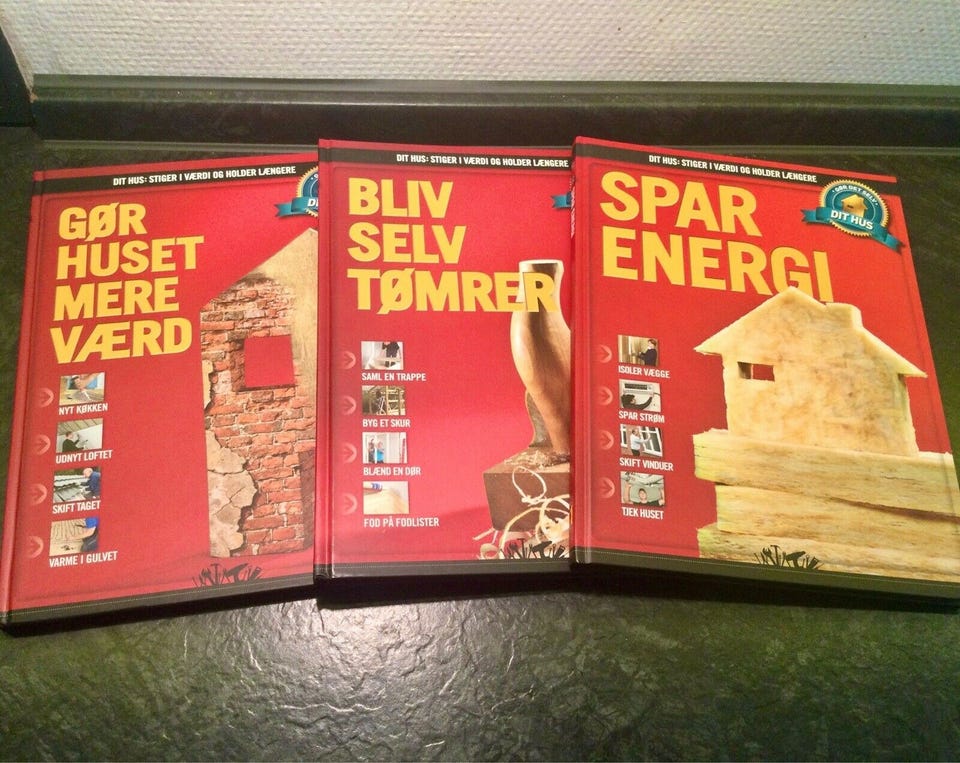 DIT HUS: STIGER I VÆRDI OG HOLDER LÆNGERE
GØR
HUSET
MERE
VÆRD
NYT KØKKEN
UDNYT LOFTET
SKIFT TAGET
VARME I GULVET
DIT HUS: STIGER I VÆRDI OG HOLDER LÆNGERE
BLIV
SELV
TØMRER
SAML EN TRAPPE
BYG ET SKUR
BLÆND EN DØR
FOD PÅ FODLISTER
DIT HUS: STIGER I VÆRDI OG HOLDER LÆNGERE
GØR DET SELV
DIT HUS
SPAR
ENERGI
ISOLER VÆGGE
SPAR STRØM
SKIFT VINDUER
TJEK HUSET